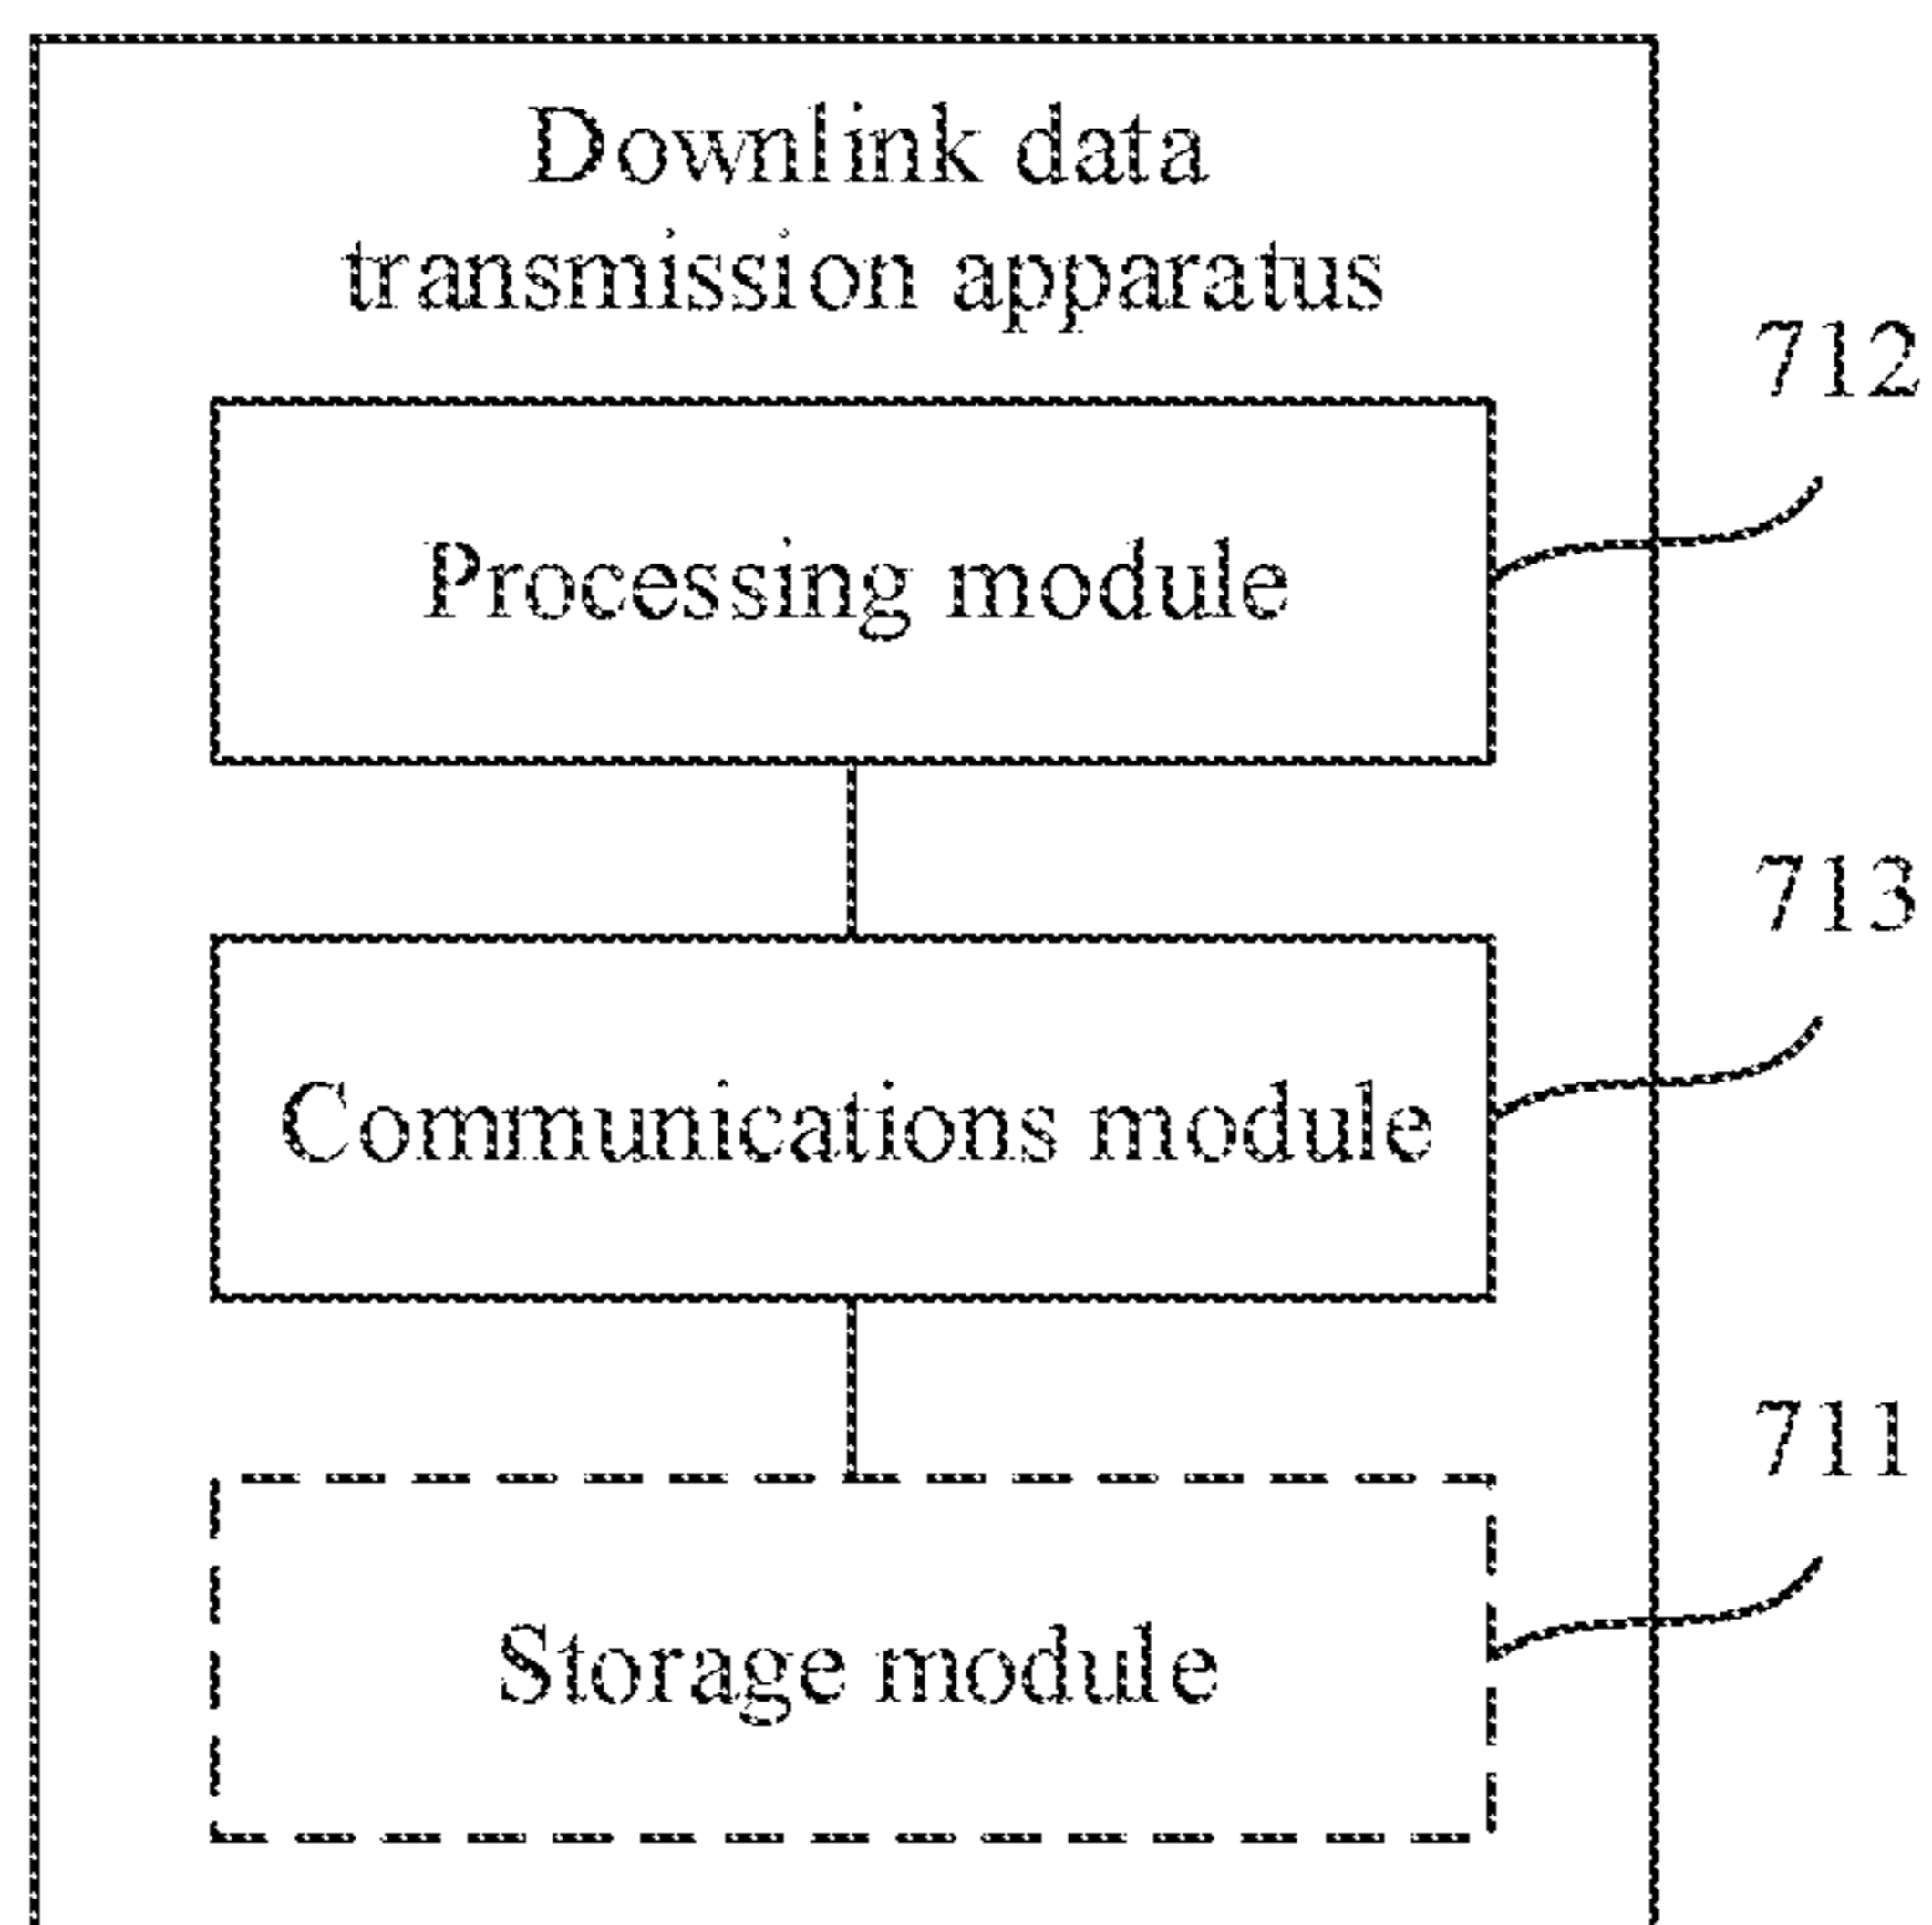 Downlink data
transmission apparatus
712
Processing module
713
Communications module
711
Storage module